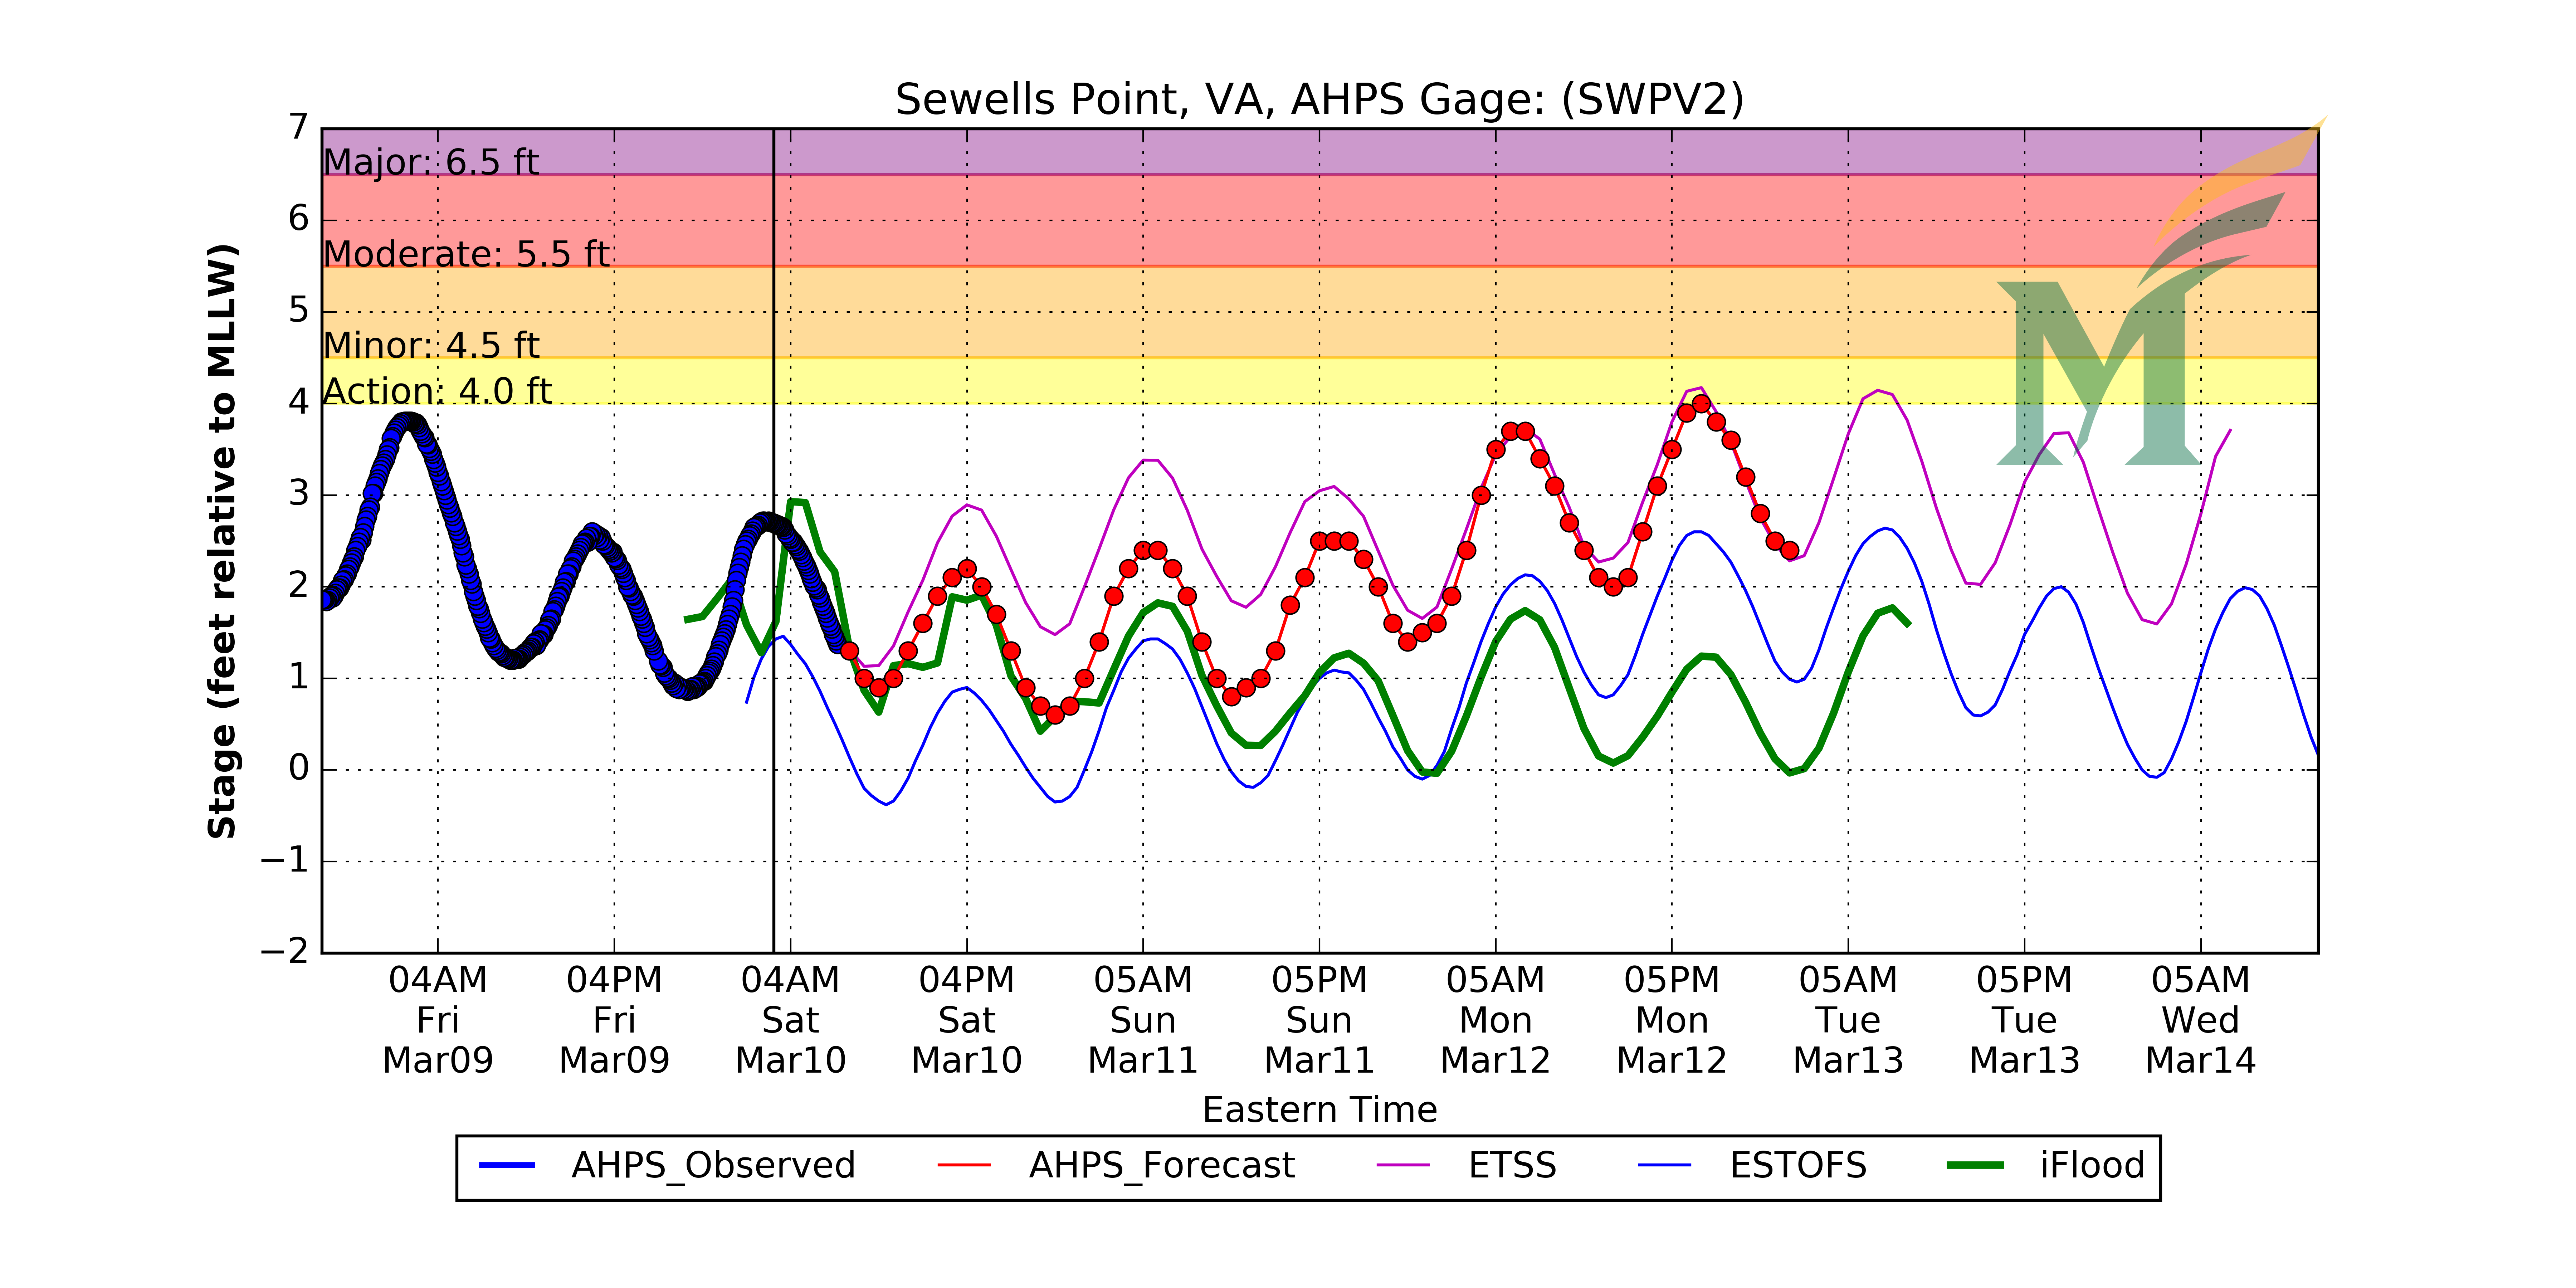 Sewells Point, VA, AHPS Gage: (SWPV2)
Stage (feet relative to MLLW)
7
6
5
4
3
2
1
0
−1
−2
Major: 6.5 ft
Moderate: 5.5 ft
Minor: 4.5 ft
Action: 4.0 ft
M
04AM 04PM 04AM 04PM 05AM 05PM 05AM 05PM 05AM 05PM 05AM
Fri Fri Sat Sat Sun Sun Mon Mon Tue Tue Wed
Mar09 Mar09 Mar10 Mar10 Mar11 Mar11 Mar12 Mar12 Mar13 Mar13 Mar14
Eastern Time
AHPS_Observed AHPS_Forecast ETSS ESTOFS iFlood